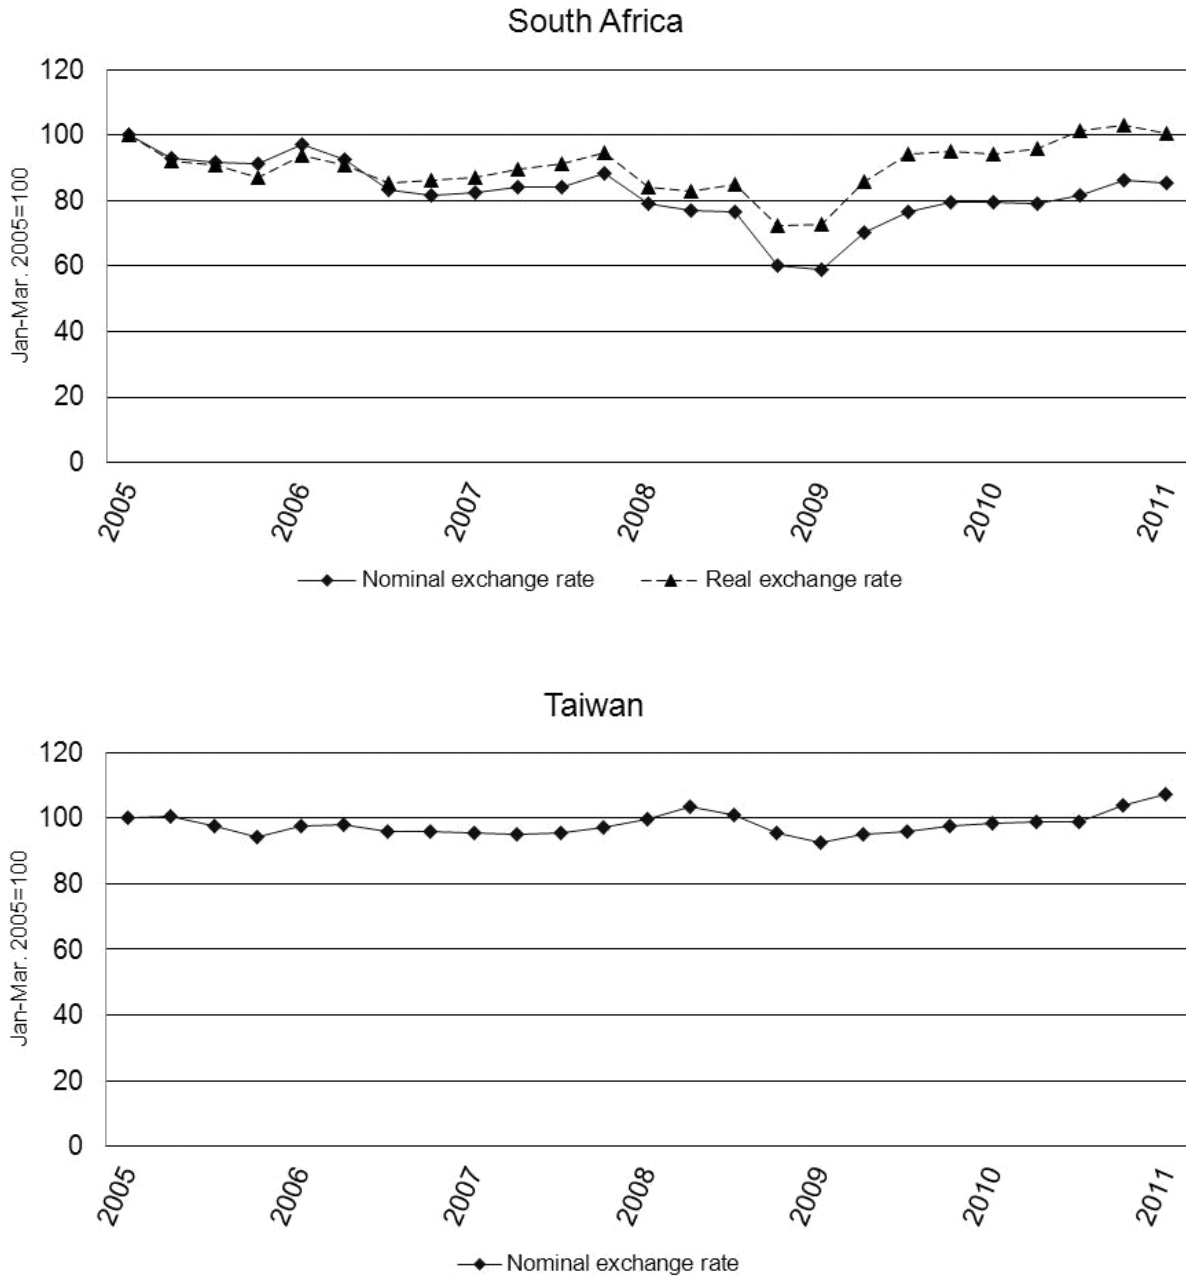 South Africa
120
100
80
60
40
20
0
Jan-Mar. 2005=100
2005 2006 2007 2008 2009 2010 2011
Nominal exchange rate Real exchange rate
Taiwan
120
100
80
60
40
20
0
Jan-Mar. 2005=100
2005 2006 2007 2008 2009 2010 2011
Nominal exchange rate